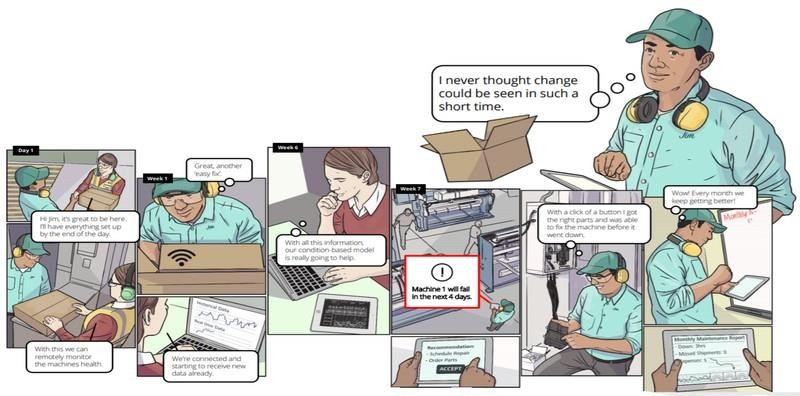 I never thought change
could be seen in such a
short time.
Jim
Day 1
Hi Jim, it's great to be here.
I'll have everything set up
by the end of the day.
With this we can
remotely monitor
the machines health.
Week 1
Great, another
'easy fix'.
Historical Data
Real time Data
We're connected and
starting to receive new
data already.
Week 6
With all this information,
our condition-based model
is really going to help.
Week 7
!
Machine 1 will fail
in the next 4 days.
Recommendation:
- Schedule Repair
- Order Parts
ACCEPT
With a click of a button I got
the right parts and was able
to fix the machine before it
went down.
Wow! Every month we
keep getting better!
Monthly
Monthly Maintenance Report
- Down: 3hrs
- Missed Shipments: 0
- Expenses: $